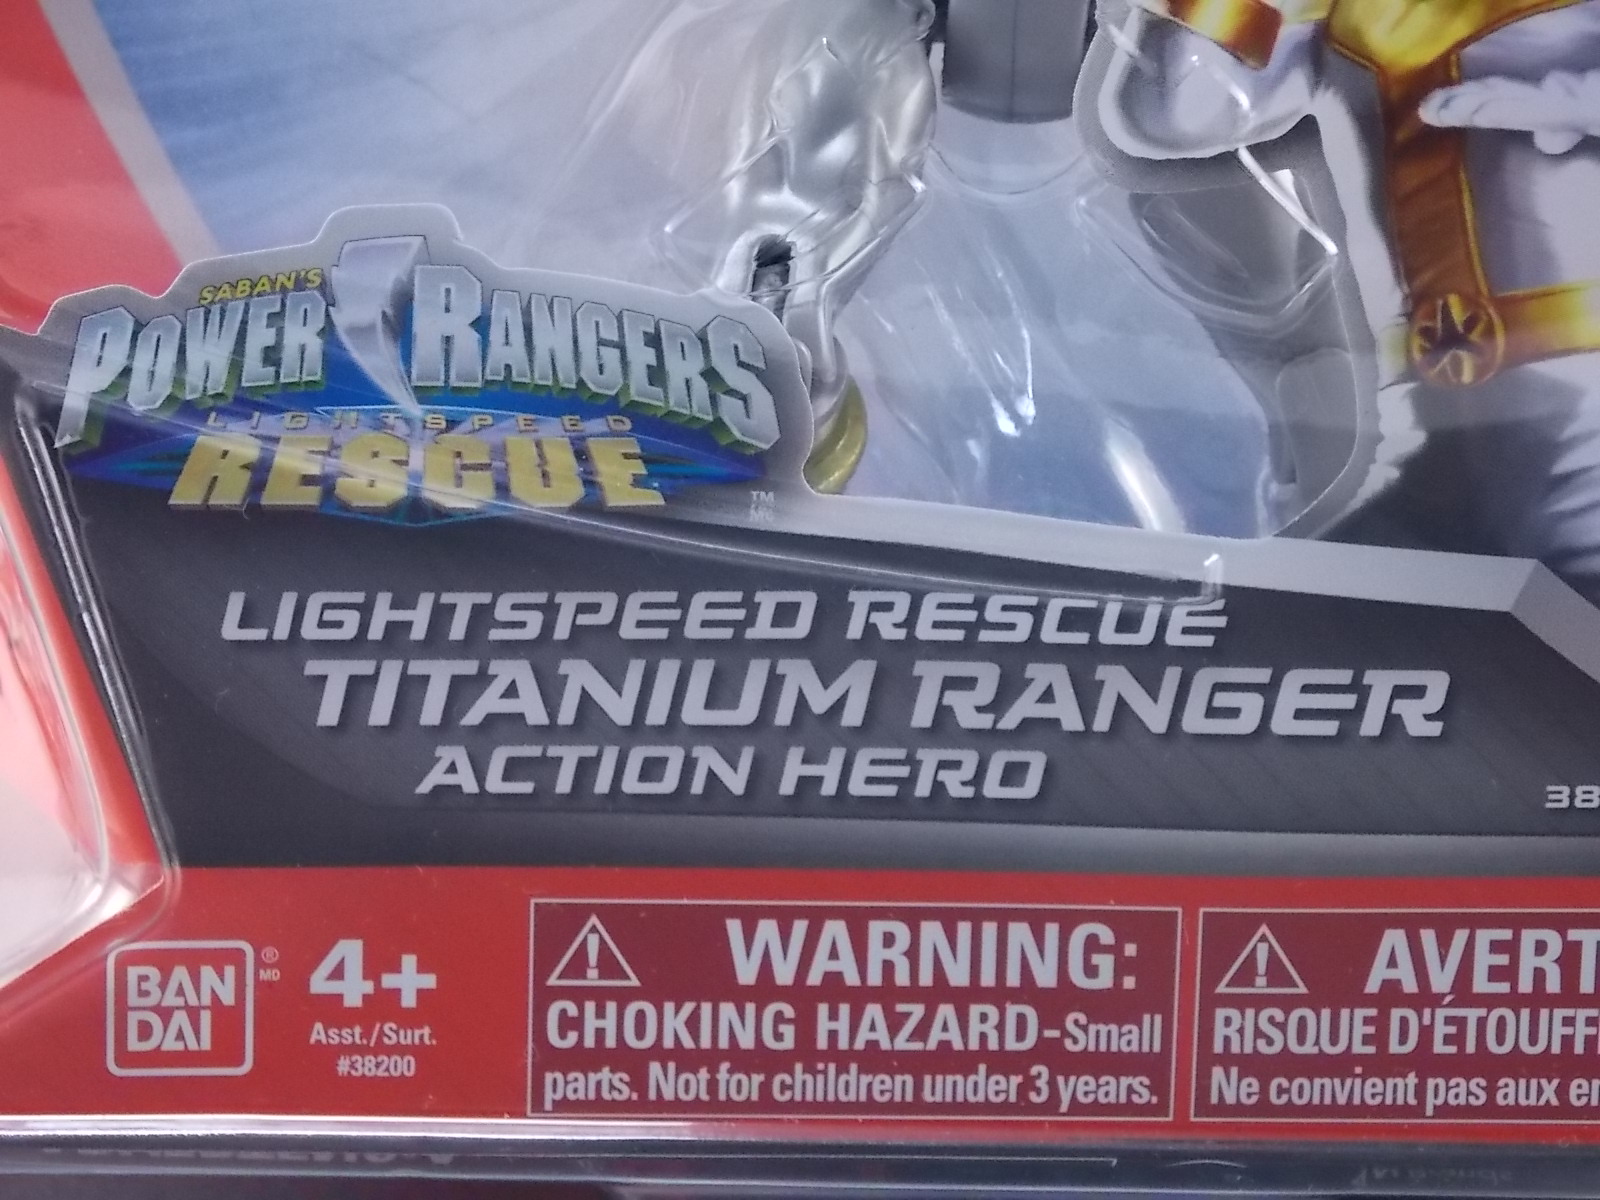 SABAN'S
POWER RANGERS
LIGHTSPEED
RESCUE
TM
MC
LIGHTSPEED RESCUE
TITANIUM RANGER
ACTION HERO
38
BAN
DAI
® MD
4+
Asst./Surt.
#38200
WARNING:
CHOKING HAZARD-Small
parts. Not for children under 3 years.
AVERT
RISQUE D'ÉTOUFF
Ne convient pas aux en